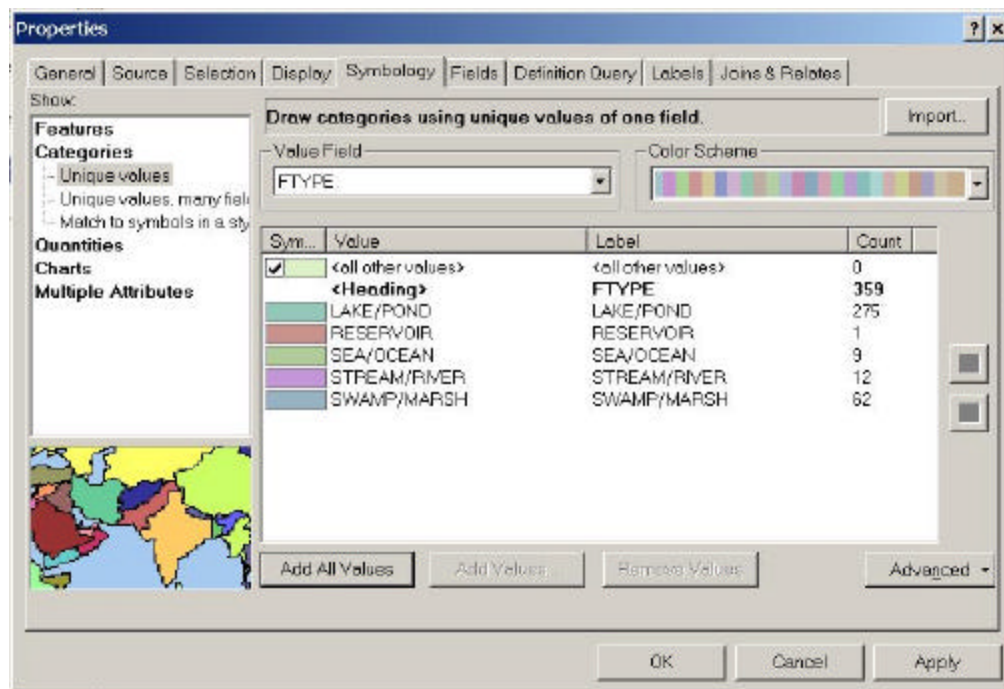 Properties
General Source Selection Display Symbology Fields Definition Query Labels Joins & Relates
Show:
Features
Categories
Unique values
Unique values, many fiel
Match to symbols in a sty
Quantities
Charts
Multiple Attributes
Draw categories using unique values of one field.
Import..
Value Field
FTYPE
Color Scheme
Sym... Value Label Count
<all other values> <all other values> 0
<Heading> FTYPE 359
LAKE/POND LAKE/POND 275
RESERVOIR RESERVOIR 1
SEA/OCEAN SEA/OCEAN 9
STREAM/RIVER STREAM/RIVER 12
SWAMP/MARSH SWAMP/MARSH 62
Add All Values Add Values... Remove Values Advanced
OK Cancel Apply